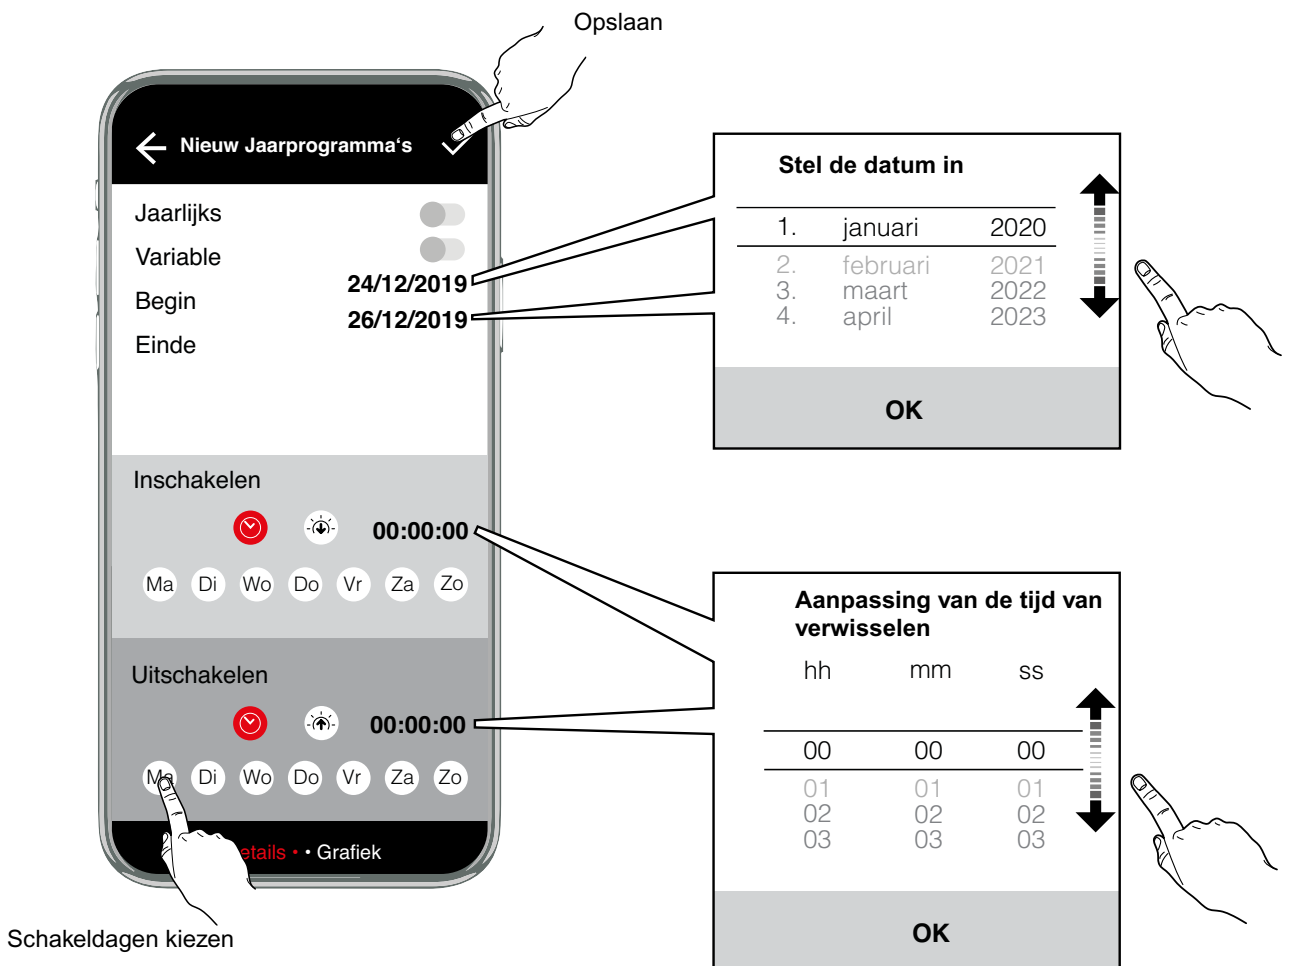 Opslaan
Nieuw Jaarprogramma‘s
Jaarlijks
Variable
Begin 24/12/2019
Einde 26/12/2019
Inschakelen
00:00:00
Ma Di Wo Do Vr Za Zo
Uitschakelen
00:00:00
Ma Di Wo Do Vr Za Zo
etails • • Grafiek
Schakeldagen kiezen
Stel de datum in
1. januari 2020
2. februari 2021
3. maart 2022
4. april 2023
OK
Aanpassing van de tijd van
verwisselen
hh mm ss
00 00 00
01 01 01
02 02 02
03 03 03
OK